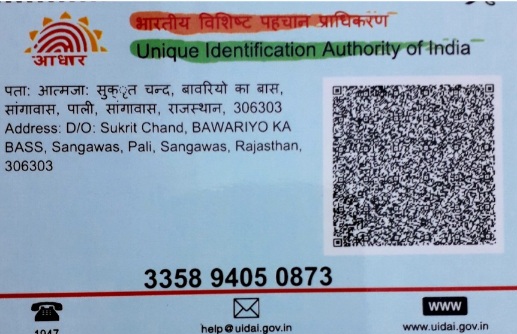 भारतीय विशिष्ट पहचान प्राधिकरण
Unique Identification Authority of India
आधार
पता: आत्मजा: सुक्ृत चन्द, बावरियो का बास,
सांगावास, पाली, सांगावास, राजस्थान, 306303
Address: D/O: Sukrit Chand, BAWARIYO KA
BASS, Sangawas, Pali, Sangawas, Rajasthan,
306303
3358 9405 0873
WWW
1947
help@uidai.gov.in
www.uidai.gov.in